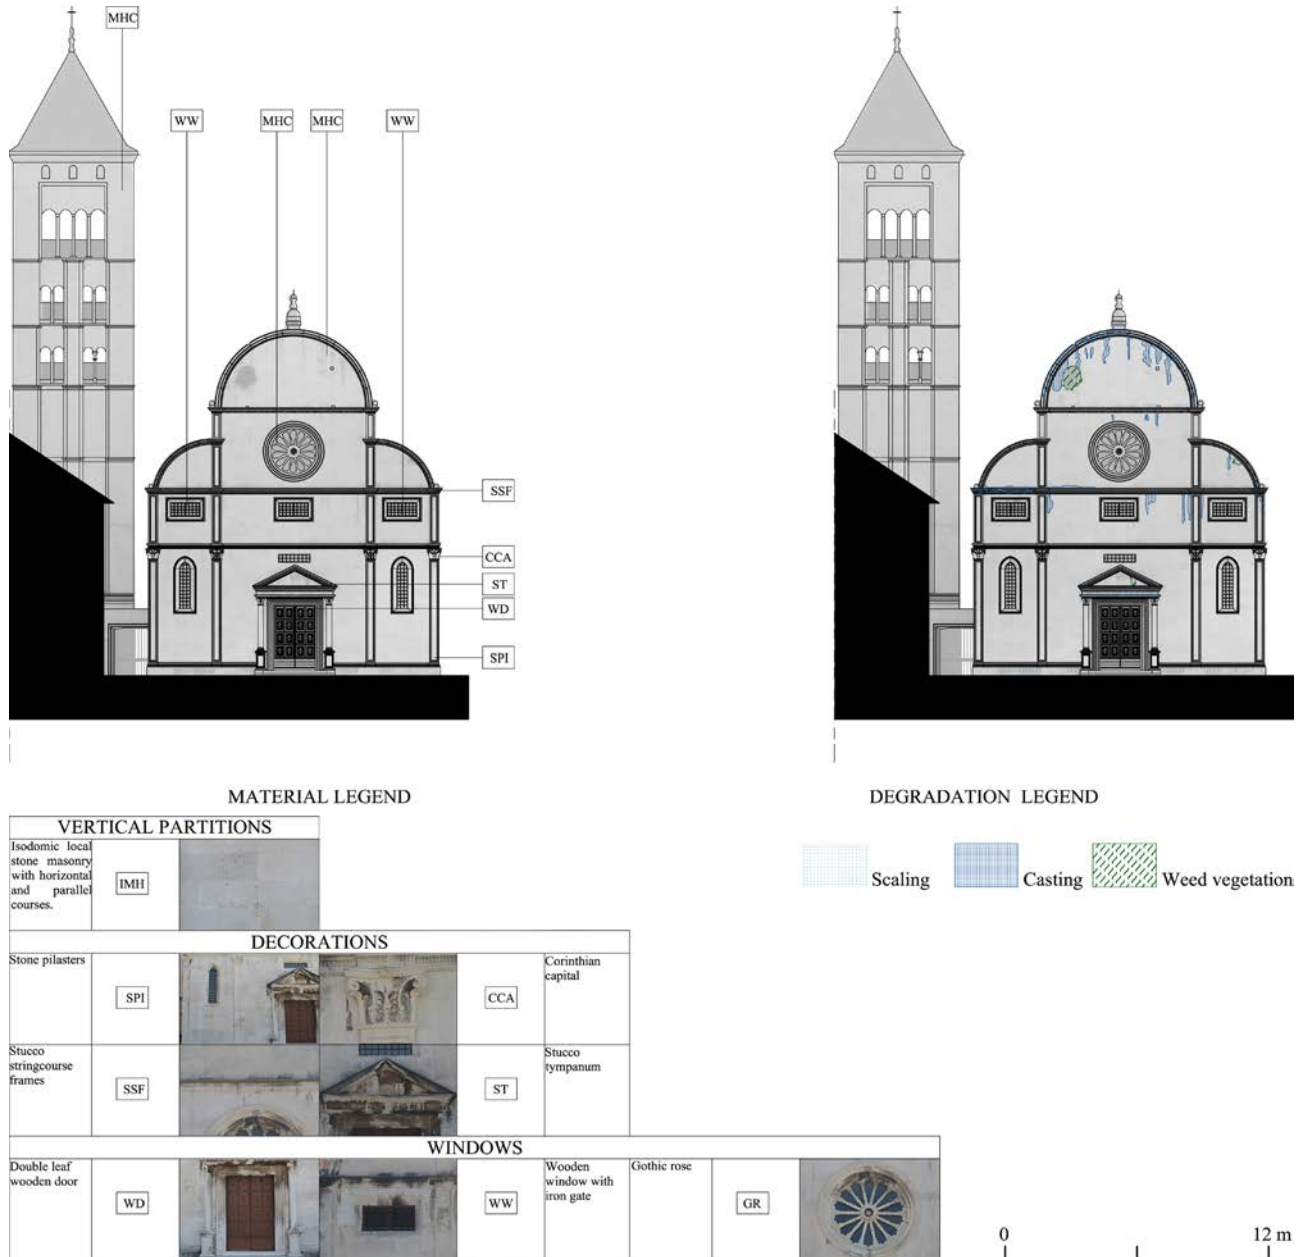 MHC
WW
MHC
MHC
WW
SSF
CCA
ST
WD
SPI
MATERIAL LEGEND
VERTICAL PARTITIONS
Isodomic local
stone masonry
with horizontal
and parallel
courses.
IMH
DECORATIONS
Stone pilasters
SPI
CCA
Corinthian
capital
Stucco
stringcourse
frames
SSF
ST
Stucco
tympanum
WINDOWS
Double leaf
wooden door
WD
WW
Wooden
window with
iron gate
Gothic rose
GR
DEGRADATION LEGEND
Scaling
Casting
Weed vegetation
0 12 m